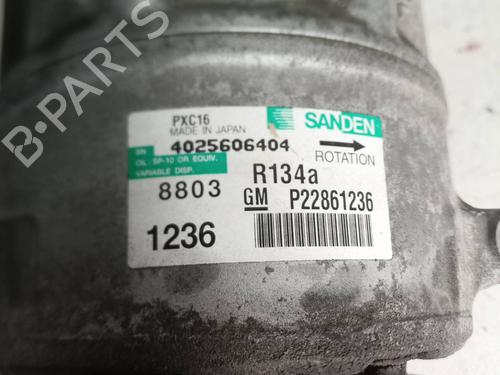 B-PARTS
PXC16
MADE IN JAPAN
SANDEN
SN 4025606404
ROTATION
OIL: SP-10 OR EQUIV.
VARIABLE DISP.
R134a
8803
GM P22861236
1236